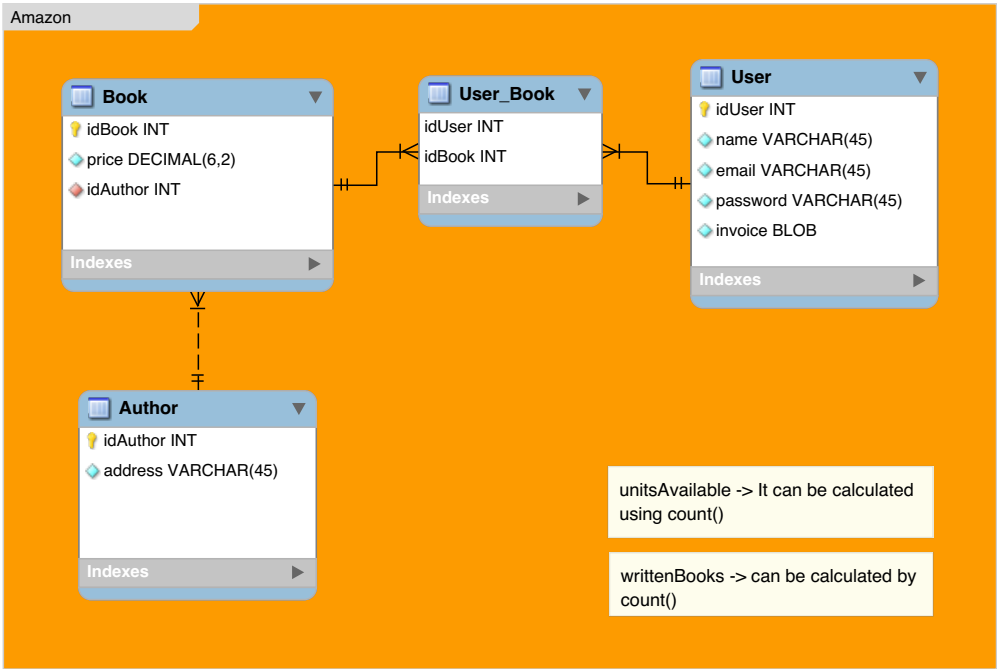 Amazon
Book
idBook INT
price DECIMAL(6,2)
idAuthor INT
Indexes
User_Book
idUser INT
idBook INT
Indexes
User
idUser INT
name VARCHAR(45)
email VARCHAR(45)
password VARCHAR(45)
invoice BLOB
Indexes
Author
idAuthor INT
address VARCHAR(45)
Indexes
unitsAvailable -> It can be calculated
using count()
writtenBooks -> can be calculated by
count()